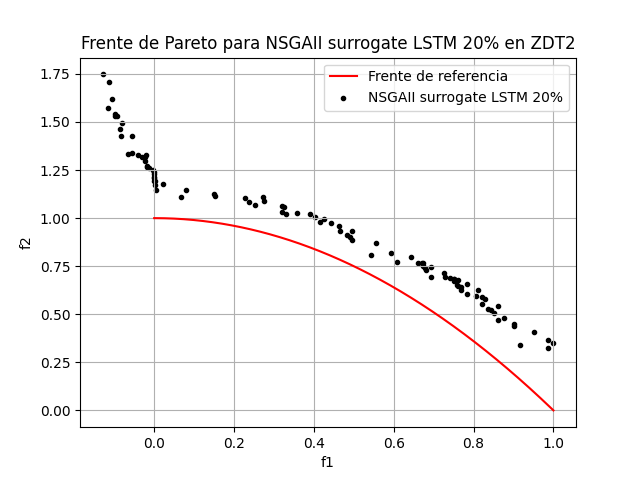 Frente de Pareto para NSGAII surrogate LSTM 20% en ZDT2
Frente de referencia
NSGAII surrogate LSTM 20%
1.75
1.50
1.25
1.00
0.75
0.50
0.25
0.00
f2
0.0 0.2 0.4 0.6 0.8 1.0
f1